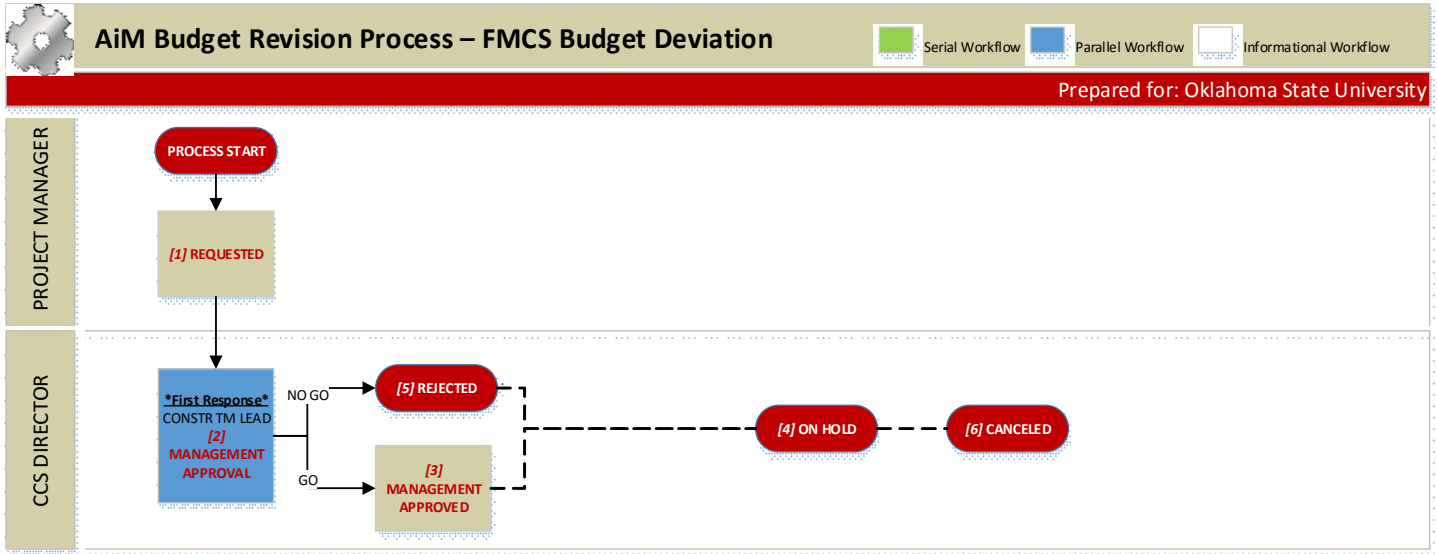 AiM Budget Revision Process – FMCS Budget Deviation
Serial Workflow
Parallel Workflow
Informational Workflow
Prepared for: Oklahoma State University
PROJECT MANAGER
PROCESS START
[1] REQUESTED
CCS DIRECTOR
*First Response*
CONSTR TM LEAD
[2]
MANAGEMENT
APPROVAL
NO GO
GO
[5] REJECTED
[3]
MANAGEMENT
APPROVED
[4] ON HOLD
[6] CANCELED